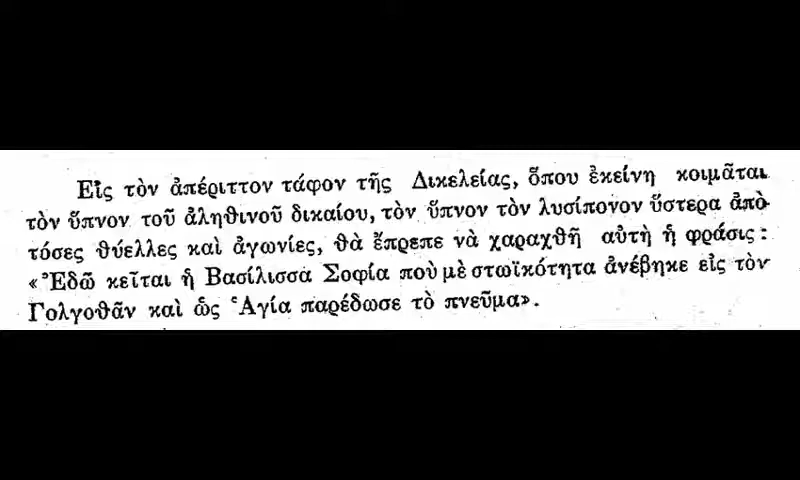 Εἰς τὸν ἀπέριττον τάφον τῆς Δικελείας, ὅπου ἐκείνη κοιμᾶται
τὸν ὕπνον τοῦ ἀληθινοῦ δικαίου, τὸν ὕπνον τὸν λυσίπονον ὕστερα ἀπὸ
τόσες θύελλες καὶ ἀγωνίες, θὰ ἔπρεπε νὰ χαραχθῆ αὐτὴ ἡ φράσις:
«Ἐδῶ κεῖται ἡ Βασίλισσα Σοφία ποὺ μὲ στωϊκότητα ἀνέβηκε εἰς τὸν
Γολγοθᾶν καὶ ὡς Ἁγία παρέδωσε τὸ πνεῦμα».